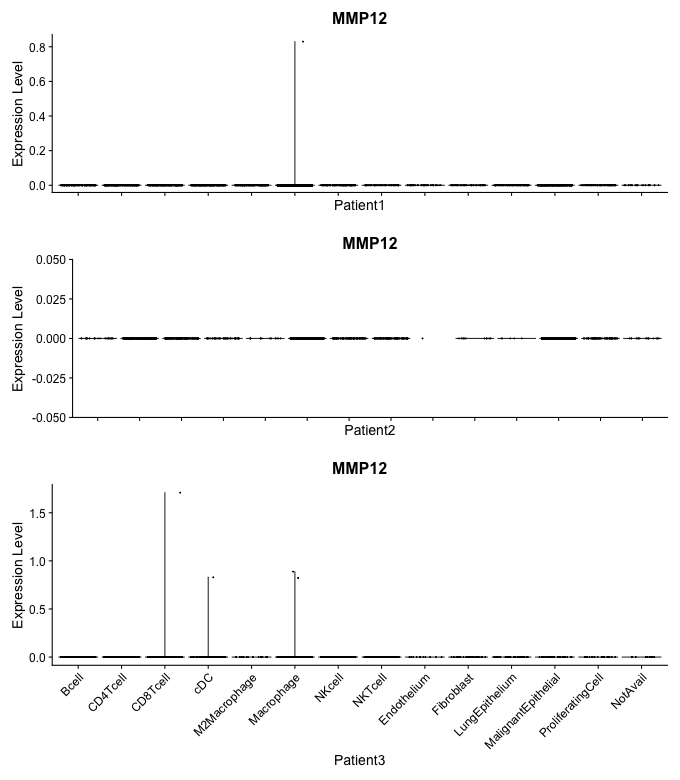 MMP12
Expression Level
0.8
0.6
0.4
0.2
0.0
Patient1
MMP12
Expression Level
0.050
0.025
0.000
-0.025
-0.050
Patient2
MMP12
Expression Level
1.5
1.0
0.5
0.0
Bcell
CD4Tcell
CD8Tcell
cDC
M2Macrophage
Macrophage
NKcell
NKTcell
Endothelium
Fibroblast
LungEpithelium
MalignantEpithelial
ProliferatingCell
NotAvail
Patient3